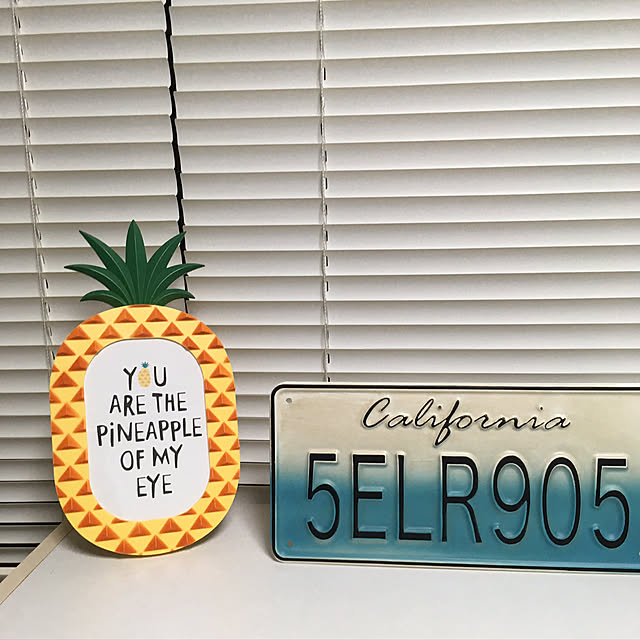 YOU
ARE THE
PiNEAPPLE
OF MY
EYE
California
5ELR905